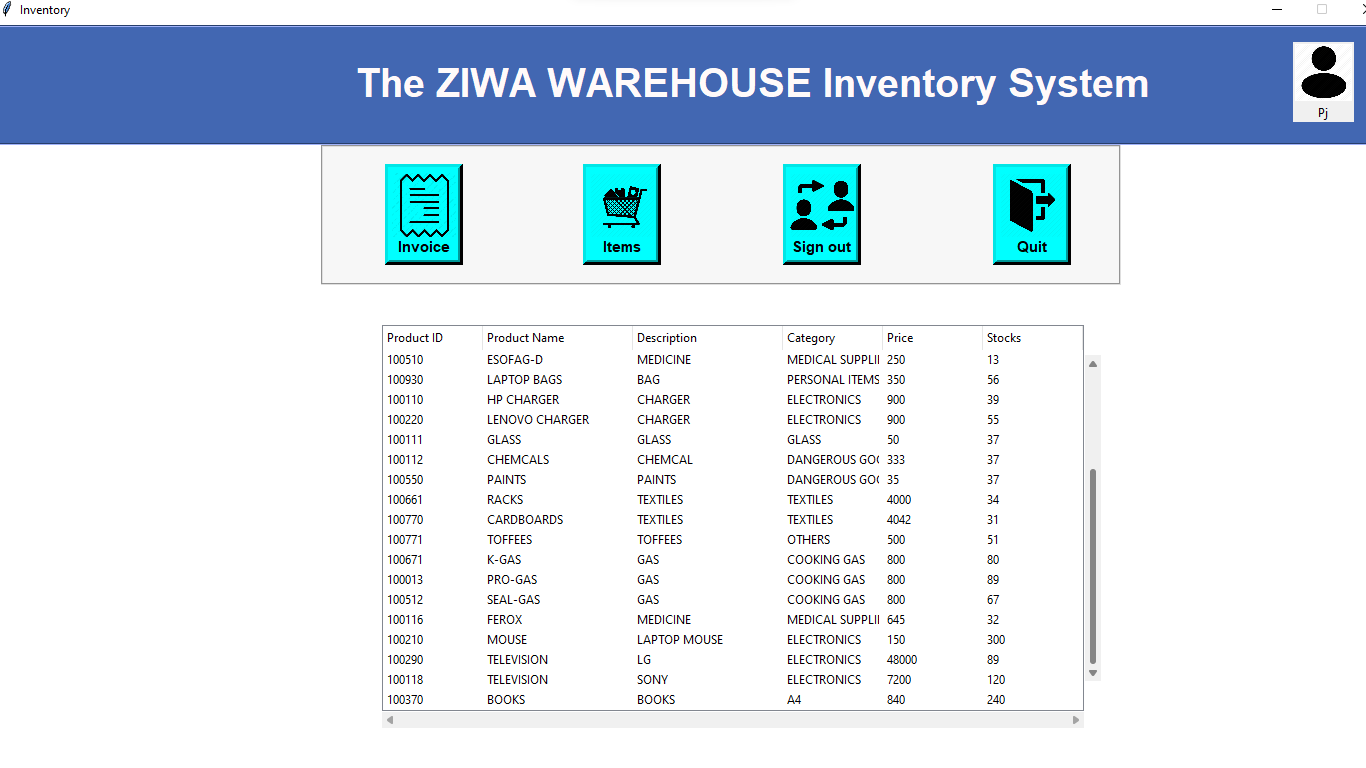 Inventory
The ZIWA WAREHOUSE Inventory System
Pj
Invoice Items Sign out Quit
Product ID Product Name Description Category Price Stocks
100510 ESOFAG-D MEDICINE MEDICAL SUPPLI 250 13
100930 LAPTOP BAGS BAG PERSONAL ITEMS 350 56
100110 HP CHARGER CHARGER ELECTRONICS 900 39
100220 LENOVO CHARGER CHARGER ELECTRONICS 900 55
100111 GLASS GLASS GLASS 50 37
100112 CHEMCALS CHEMCAL DANGEROUS GOO 333 37
100550 PAINTS PAINTS DANGEROUS GOO 35 37
100661 RACKS TEXTILES TEXTILES 4000 34
100770 CARDBOARDS TEXTILES TEXTILES 4042 31
100771 TOFFEES TOFFEES OTHERS 500 51
100671 K-GAS GAS COOKING GAS 800 80
100013 PRO-GAS GAS COOKING GAS 800 89
100512 SEAL-GAS GAS COOKING GAS 800 67
100116 FEROX MEDICINE MEDICAL SUPPLI 645 32
100210 MOUSE LAPTOP MOUSE ELECTRONICS 150 300
100290 TELEVISION LG ELECTRONICS 48000 89
100118 TELEVISION SONY ELECTRONICS 7200 120
100370 BOOKS BOOKS A4 840 240